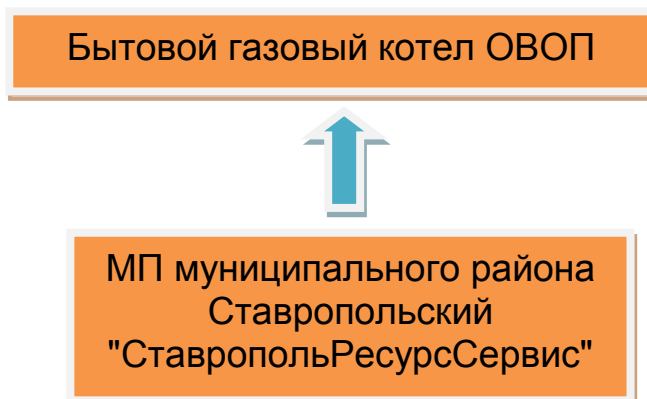 Бытовой газовый котел ОВОП
МП муниципального района
Ставропольский
"СтавропольРесурсСервис"